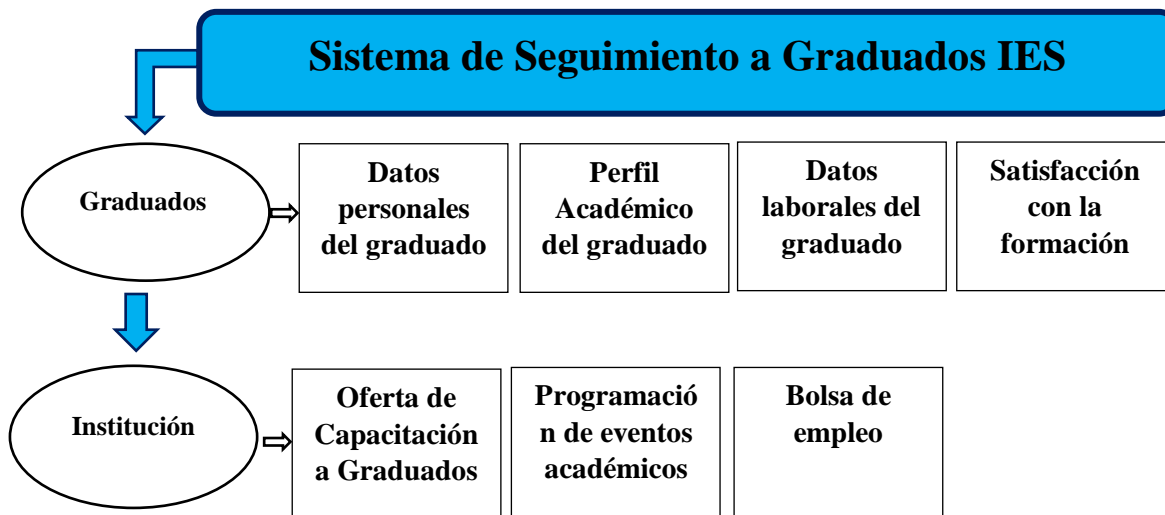 Sistema de Seguimiento a Graduados IES
Graduados
Datos
personales
del graduado
Perfil
Académico
del graduado
Datos
laborales del
graduado
Satisfacción
con la
formación
Institución
Oferta de
Capacitación
a Graduados
Programació
n de eventos
académicos
Bolsa de
empleo